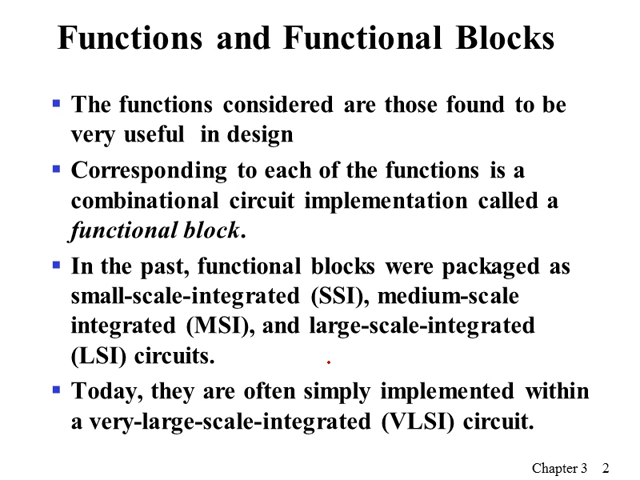 Functions and Functional Blocks
▪ The functions considered are those found to be
very useful in design
▪ Corresponding to each of the functions is a
combinational circuit implementation called a
functional block.
▪ In the past, functional blocks were packaged as
small-scale-integrated (SSI), medium-scale
integrated (MSI), and large-scale-integrated
(LSI) circuits.
▪ Today, they are often simply implemented within
a very-large-scale-integrated (VLSI) circuit.
Chapter 3 2